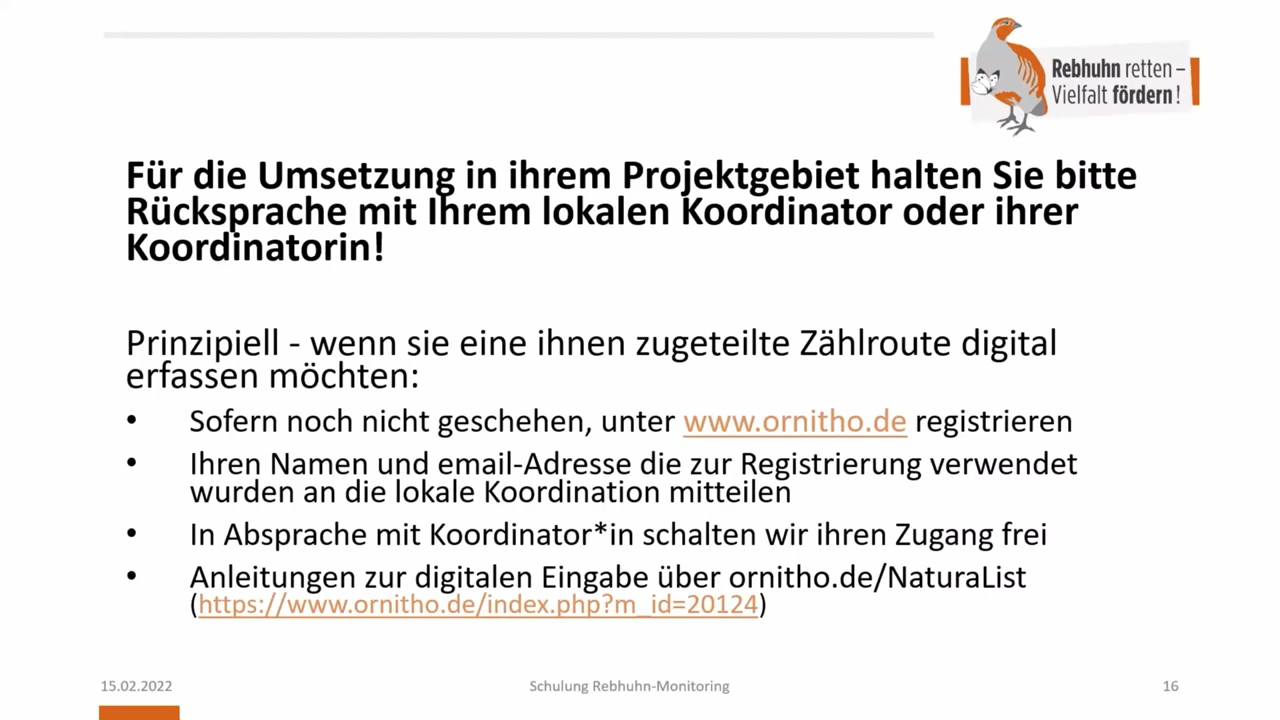 Rebhuhn retten –
Vielfalt fördern!
Für die Umsetzung in ihrem Projektgebiet halten Sie bitte
Rücksprache mit Ihrem lokalen Koordinator oder ihrer
Koordinatorin!
Prinzipiell - wenn sie eine ihnen zugeteilte Zählroute digital
erfassen möchten:
• Sofern noch nicht geschehen, unter www.ornitho.de registrieren
• Ihren Namen und email-Adresse die zur Registrierung verwendet
wurden an die lokale Koordination mitteilen
• In Absprache mit Koordinator*in schalten wir ihren Zugang frei
• Anleitungen zur digitalen Eingabe über ornitho.de/NaturaList
(https://www.ornitho.de/index.php?m_id=20124)
15.02.2022 Schulung Rebhuhn-Monitoring 16